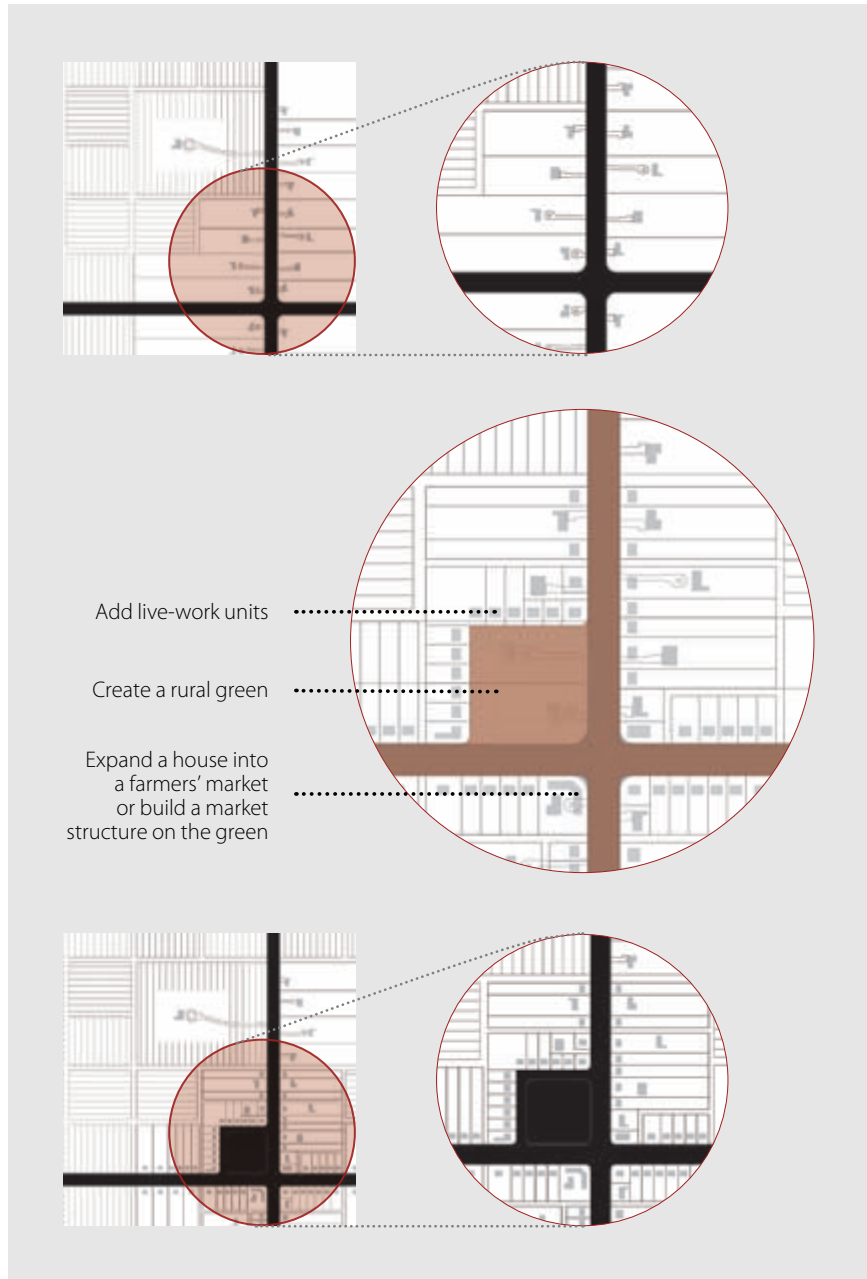 Add live-work units
Create a rural green
Expand a house into
a farmers’ market
or build a market
structure on the green